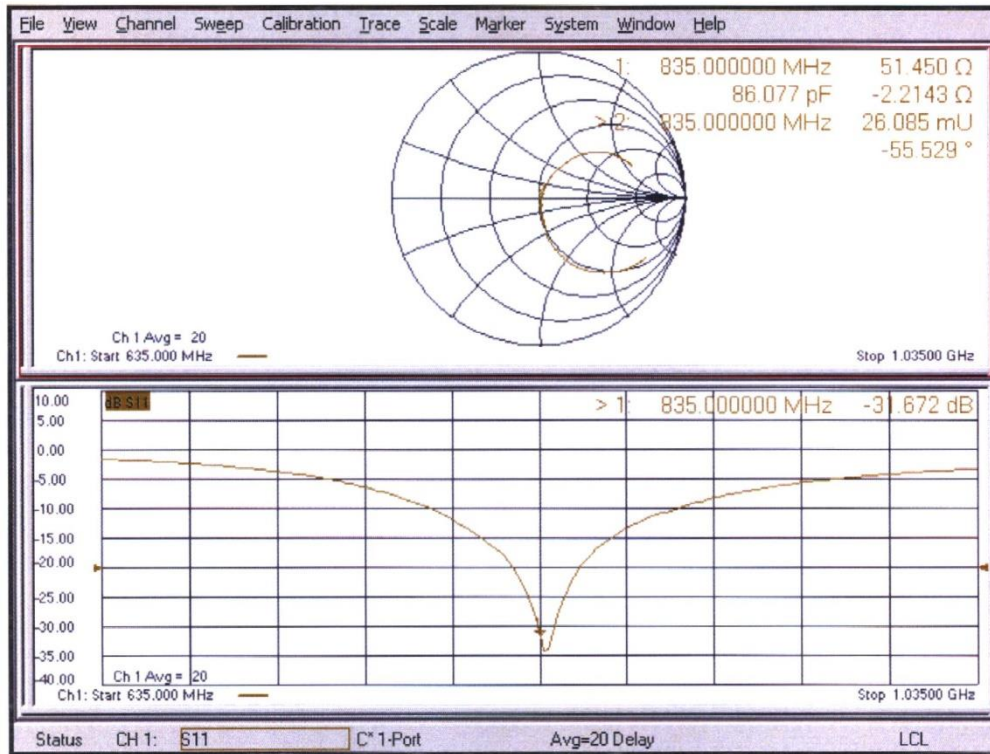 File View Channel Sweep Calibration Trace Scale Marker System Window Help
1: 835.000000 MHz 51.450 Ω
86.077 pF -2.2143 Ω
> 2: 835.000000 MHz 26.085 mU
-55.529 °
Ch 1 Avg = 20
Ch1: Start 635.000 MHz Stop 1.03500 GHz
10.00 dB S11 > 1: 835.000000 MHz -31.672 dB
5.00
0.00
-5.00
-10.00
-15.00
-20.00
-25.00
-30.00
-35.00
-40.00 Ch 1 Avg = 20
Ch1: Start 635.000 MHz Stop 1.03500 GHz
Status CH 1: S11 C* 1-Port Avg=20 Delay LCL